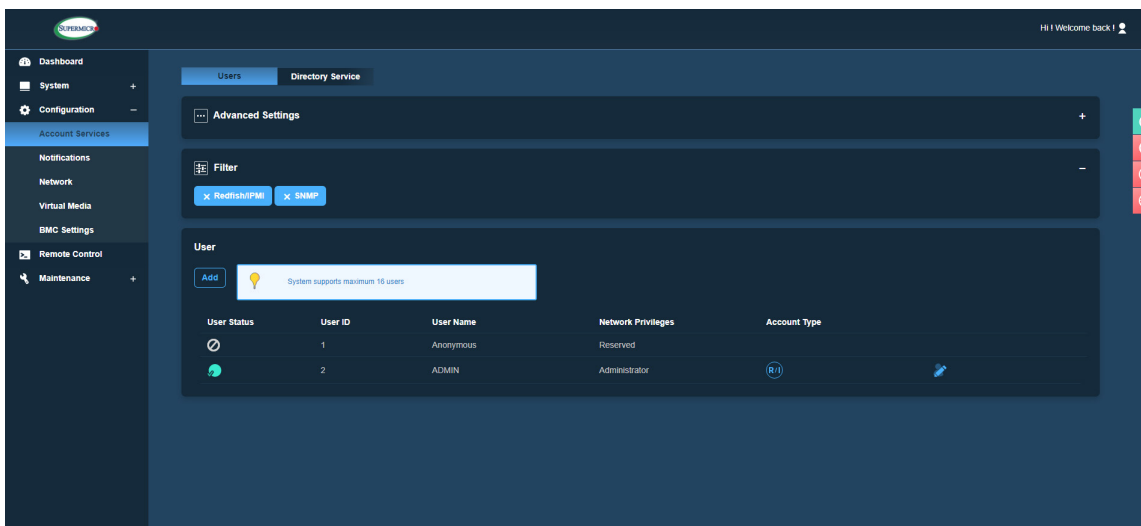 SUPERMICR
Hi ! Welcome back !
Dashboard
System +
Configuration −
Account Services
Notifications
Network
Virtual Media
BMC Settings
Remote Control
Maintenance +
Users Directory Service
Advanced Settings +
Filter −
× Redfish/IPMI × SNMP
User
Add System supports maximum 16 users
User Status User ID User Name Network Privileges Account Type
1 Anonymous Reserved
2 ADMIN Administrator R/I